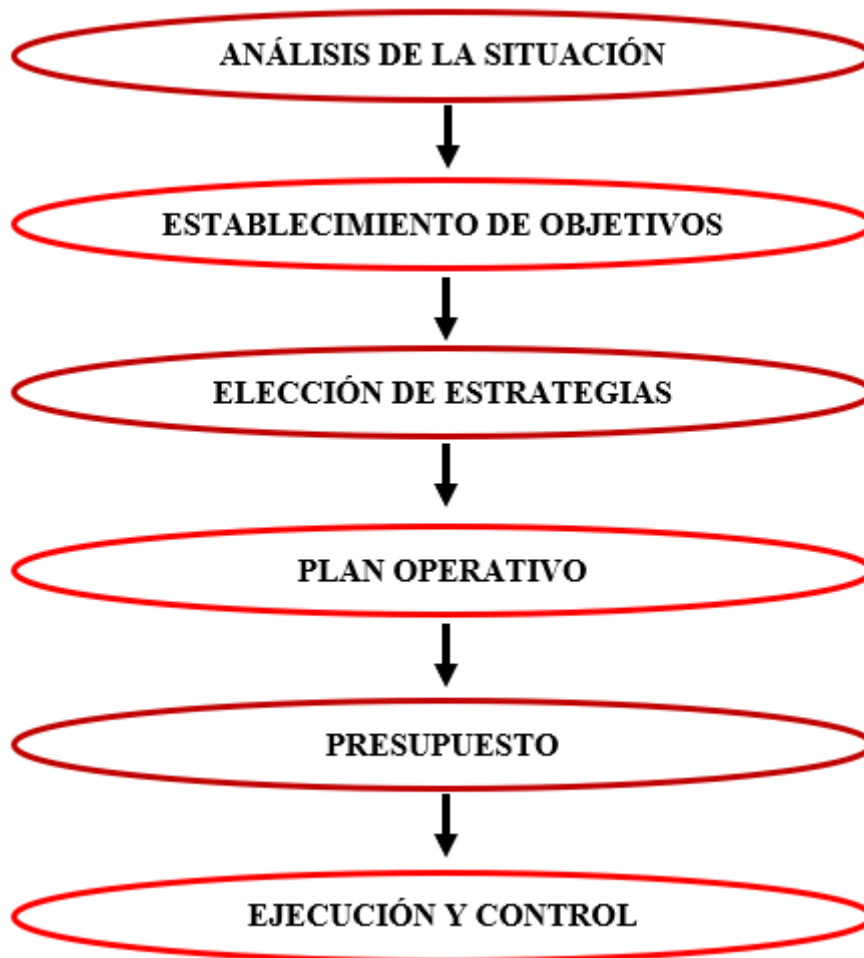 ANÁLISIS DE LA SITUACIÓN
ESTABLECIMIENTO DE OBJETIVOS
ELECCIÓN DE ESTRATEGIAS
PLAN OPERATIVO
PRESUPUESTO
EJECUCIÓN Y CONTROL